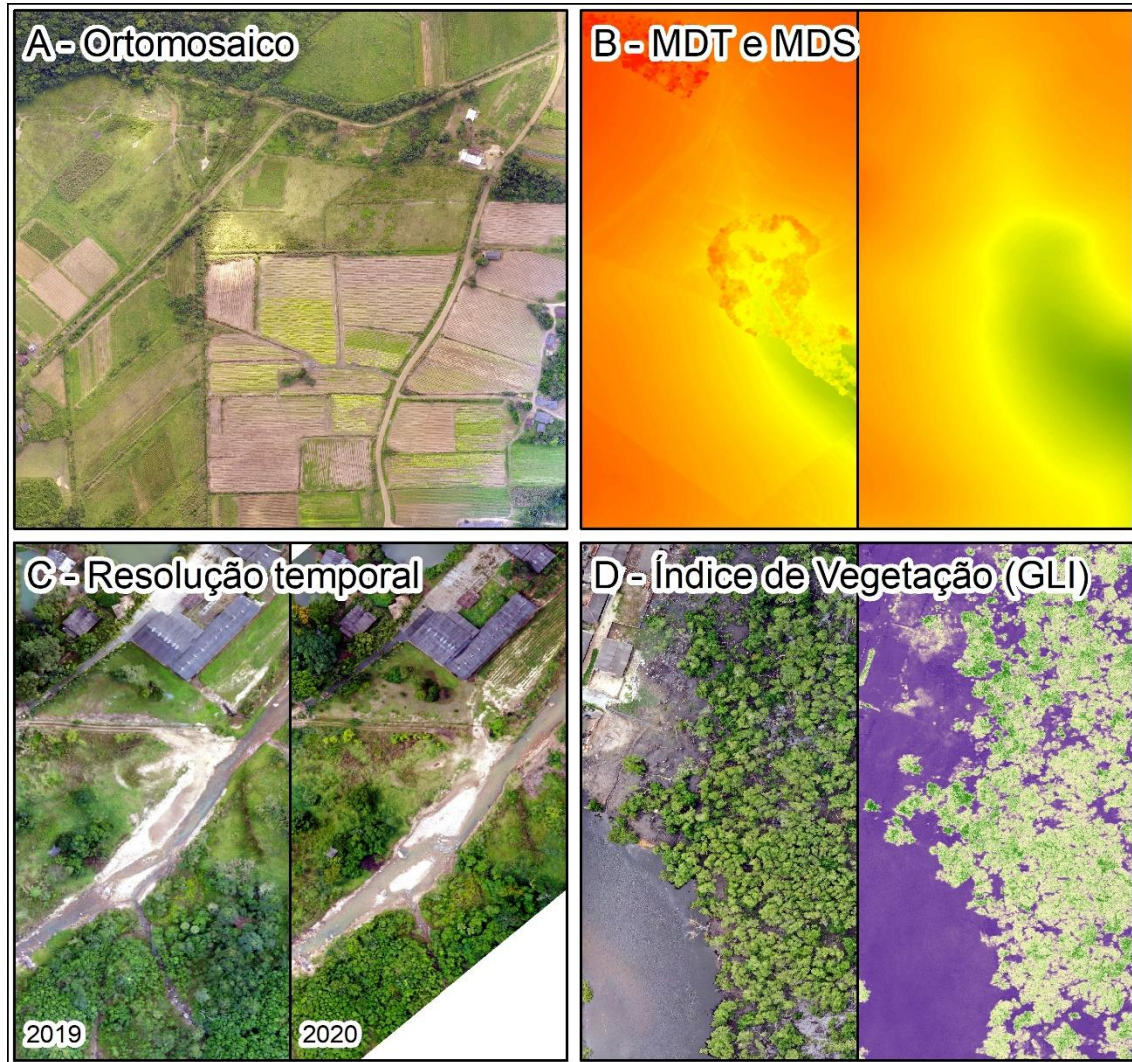 A - Ortomosaico
B - MDT e MDS
C - Resolução temporal
2019
2020
D - Índice de Vegetação (GLI)